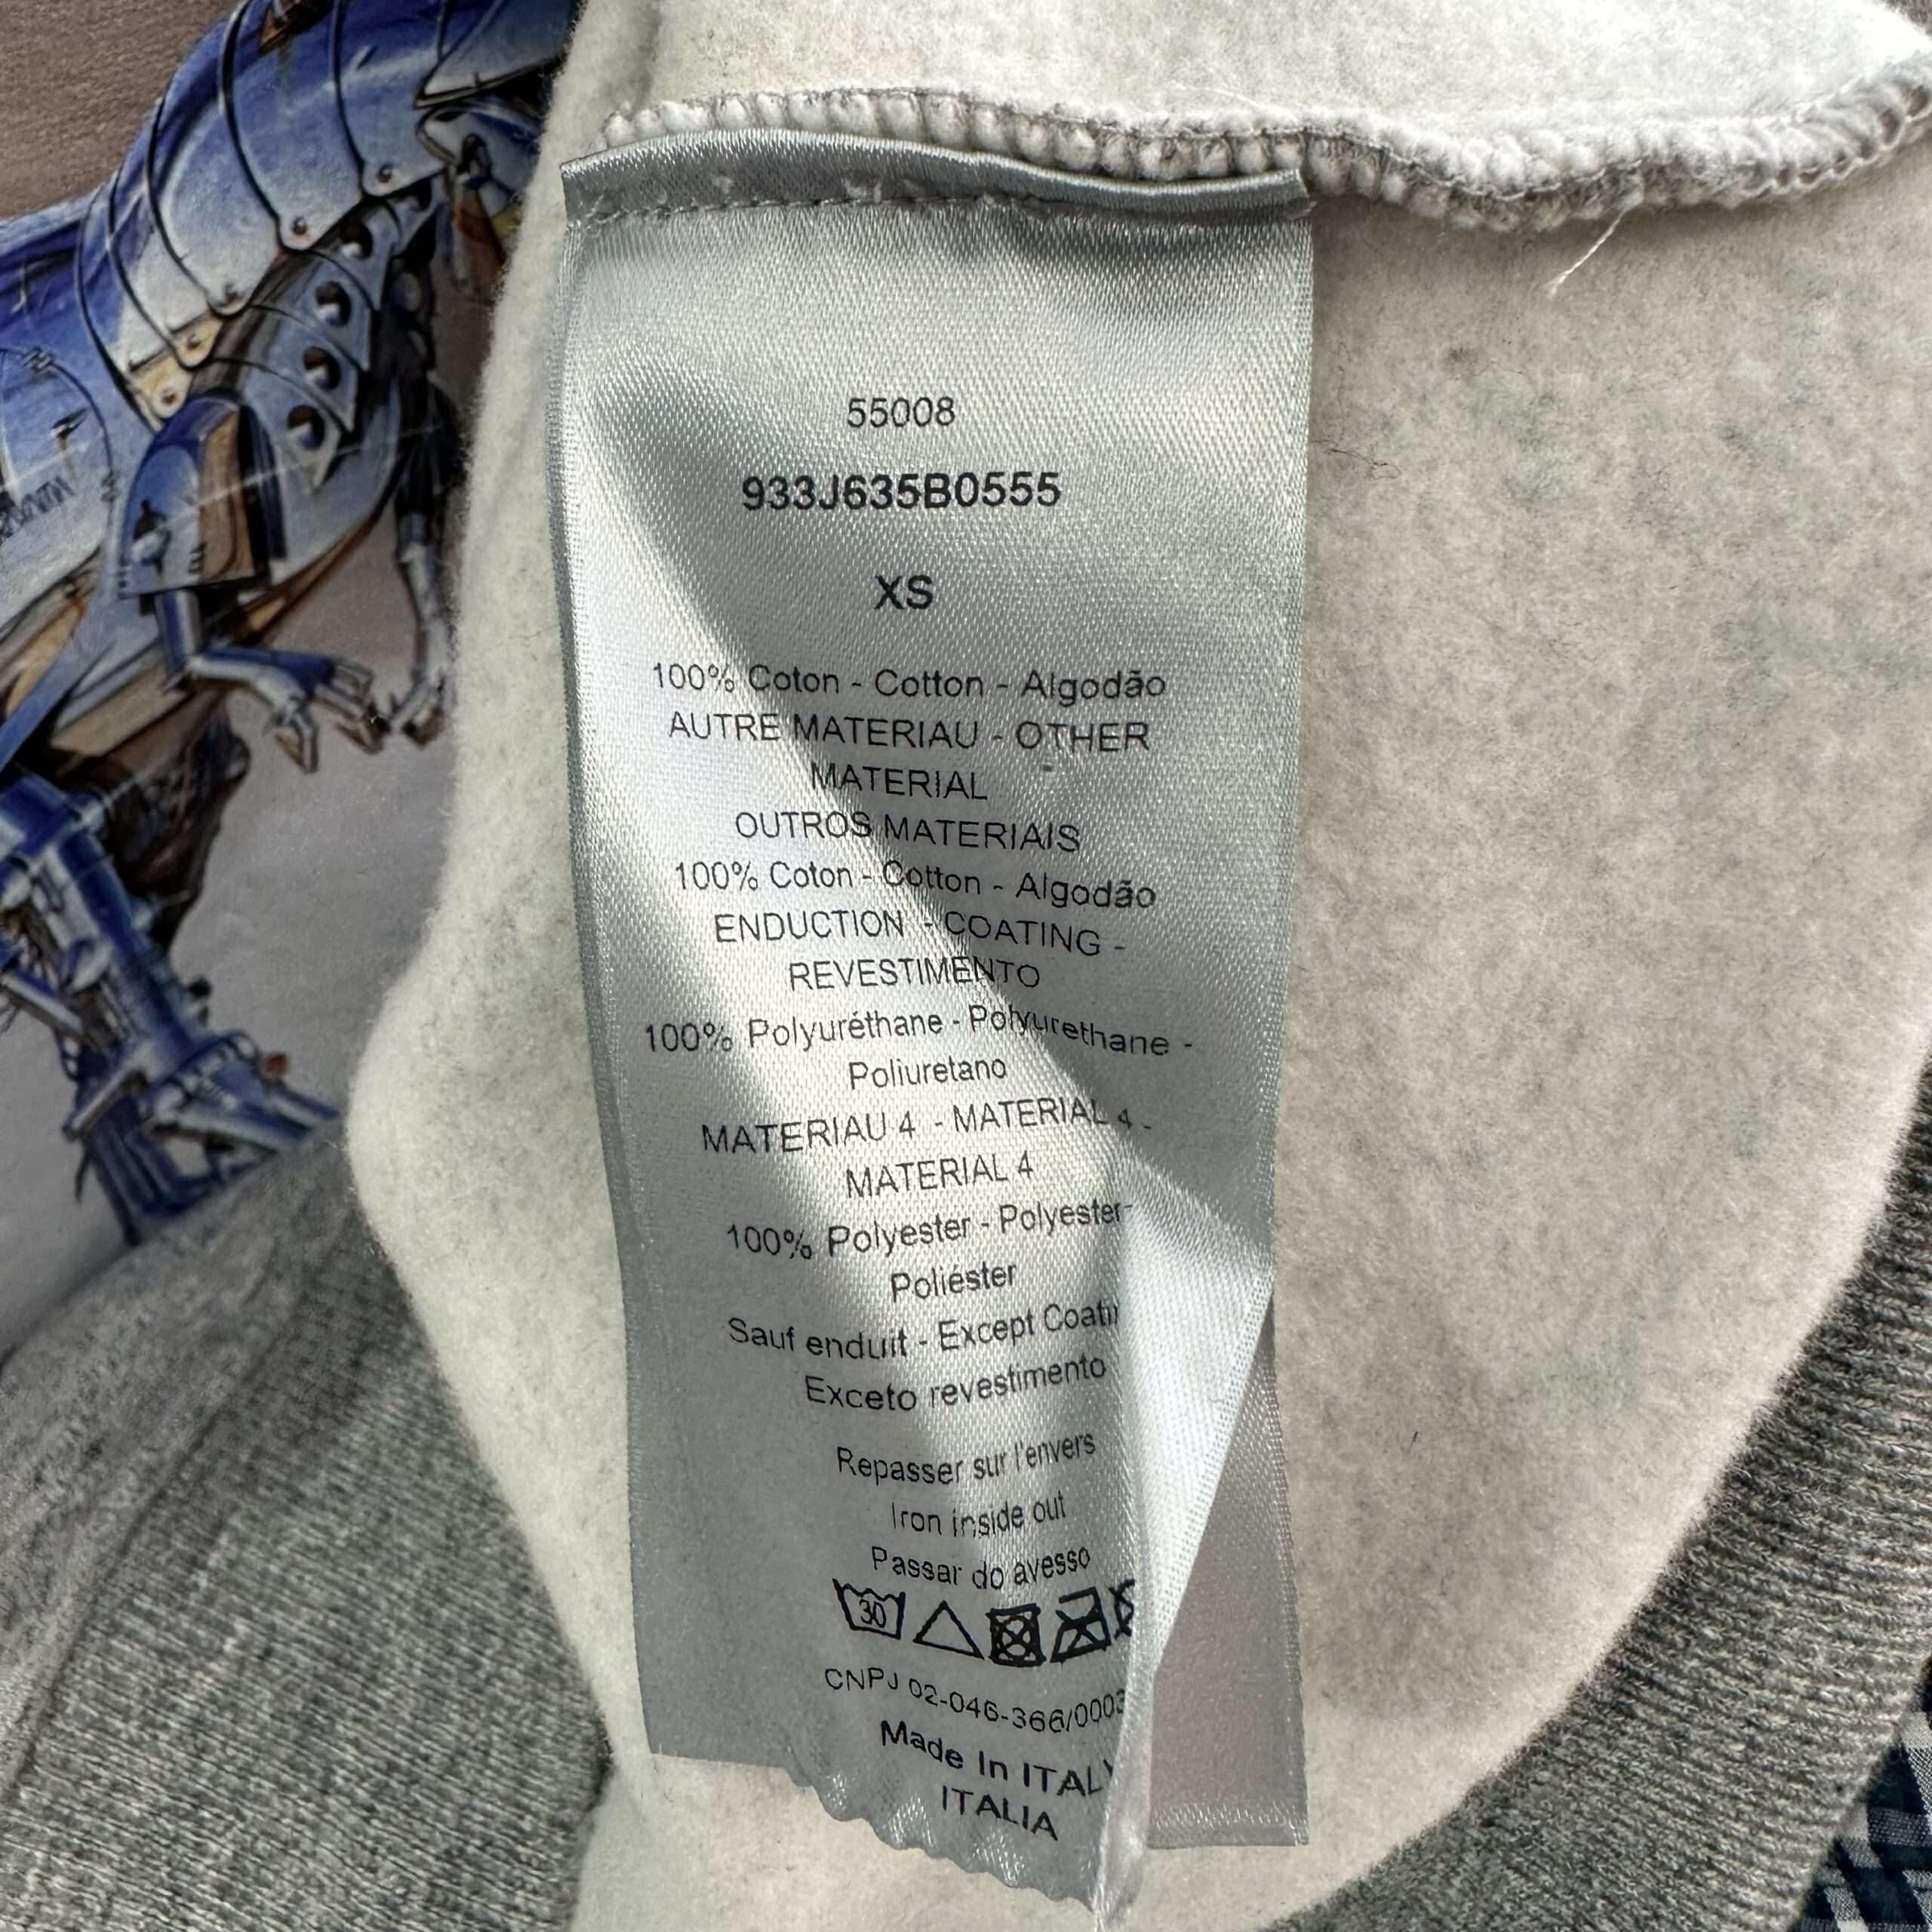 55008
933J635B0555
XS
100% Coton - Cotton - Algodão
AUTRE MATERIAU - OTHER
MATERIAL
OUTROS MATERIAIS
100% Coton - Cotton - Algodão
ENDUCTION - COATING -
REVESTIMENTO
100% Polyuréthane - Polyurethane -
Poliuretano
MATERIAU 4 - MATERIAL 4 -
MATERIAL 4
100% Polyester - Polyester -
Poliéster
Sauf enduit - Except
Exceto revestimento
Repasser sur l'envers
Iron inside out
Passar do avesso
30
CNPJ 02-046-366/0003
Made In ITALY
ITALIA